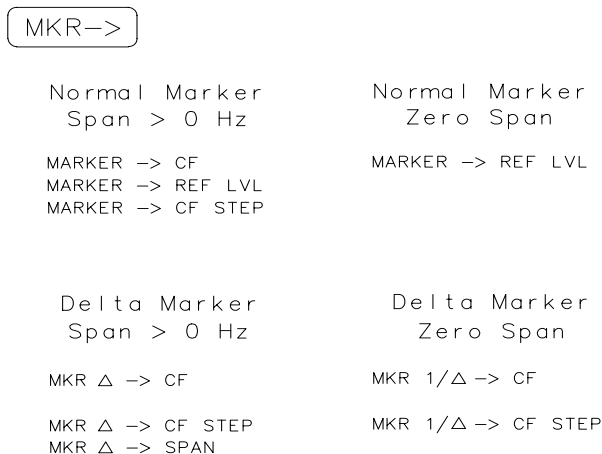 MKR–>
Normal Marker
Span > 0 Hz
MARKER –> CF
MARKER –> REF LVL
MARKER –> CF STEP
Normal Marker
Zero Span
MARKER –> REF LVL
Delta Marker
Span > 0 Hz
MKR △ –> CF
MKR △ –> CF STEP
MKR △ –> SPAN
Delta Marker
Zero Span
MKR 1/△ –> CF
MKR 1/△ –> CF STEP